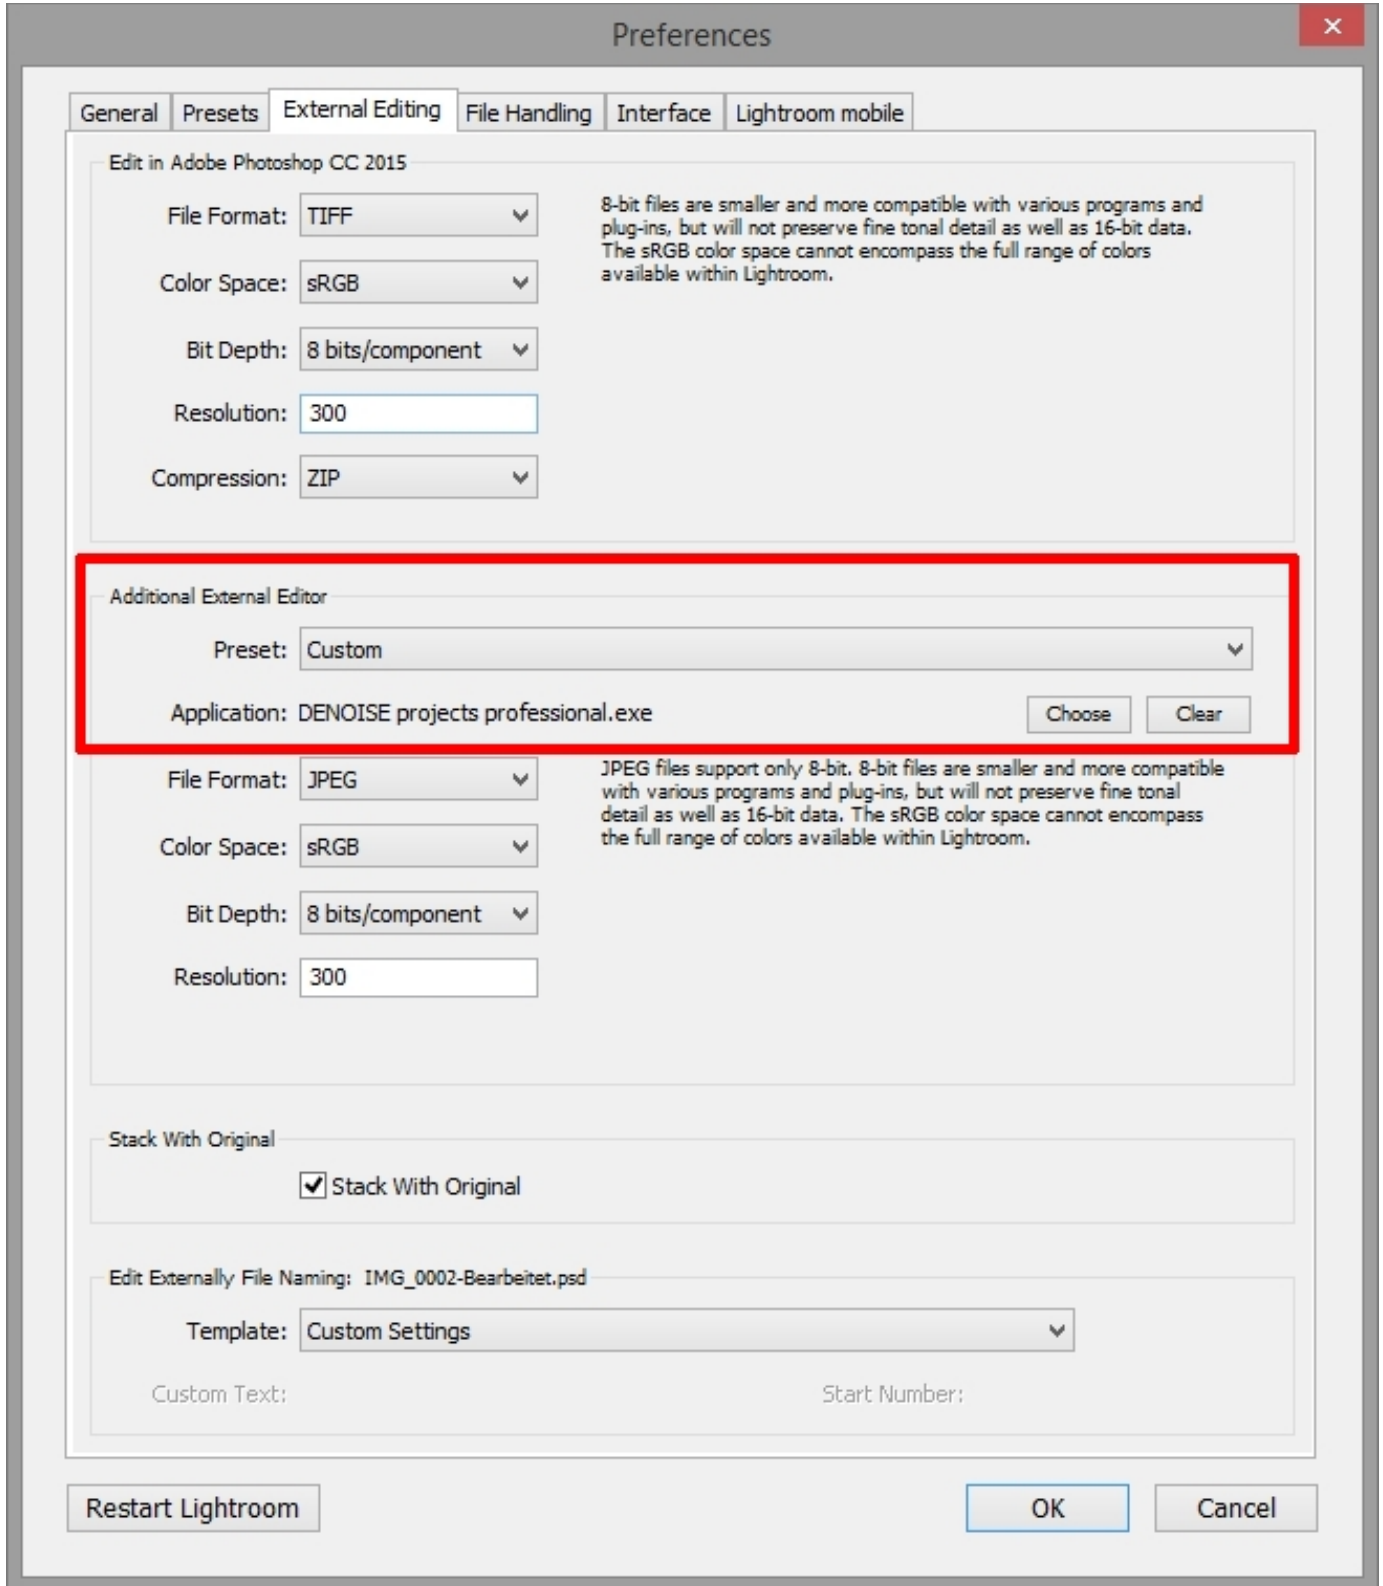 Preferences
General Presets External Editing File Handling Interface Lightroom mobile
Edit in Adobe Photoshop CC 2015
File Format: TIFF
8-bit files are smaller and more compatible with various programs and
plug-ins, but will not preserve fine tonal detail as well as 16-bit data.
The sRGB color space cannot encompass the full range of colors
available within Lightroom.
Color Space: sRGB
Bit Depth: 8 bits/component
Resolution: 300
Compression: ZIP
Additional External Editor
Preset: Custom
Application: DENOISE projects professional.exe Choose Clear
File Format: JPEG
JPEG files support only 8-bit. 8-bit files are smaller and more compatible
with various programs and plug-ins, but will not preserve fine tonal
detail as well as 16-bit data. The sRGB color space cannot encompass
the full range of colors available within Lightroom.
Color Space: sRGB
Bit Depth: 8 bits/component
Resolution: 300
Stack With Original
Stack With Original
Edit Externally File Naming: IMG_0002-Bearbeitet.psd
Template: Custom Settings
Custom Text: Start Number:
Restart Lightroom OK Cancel